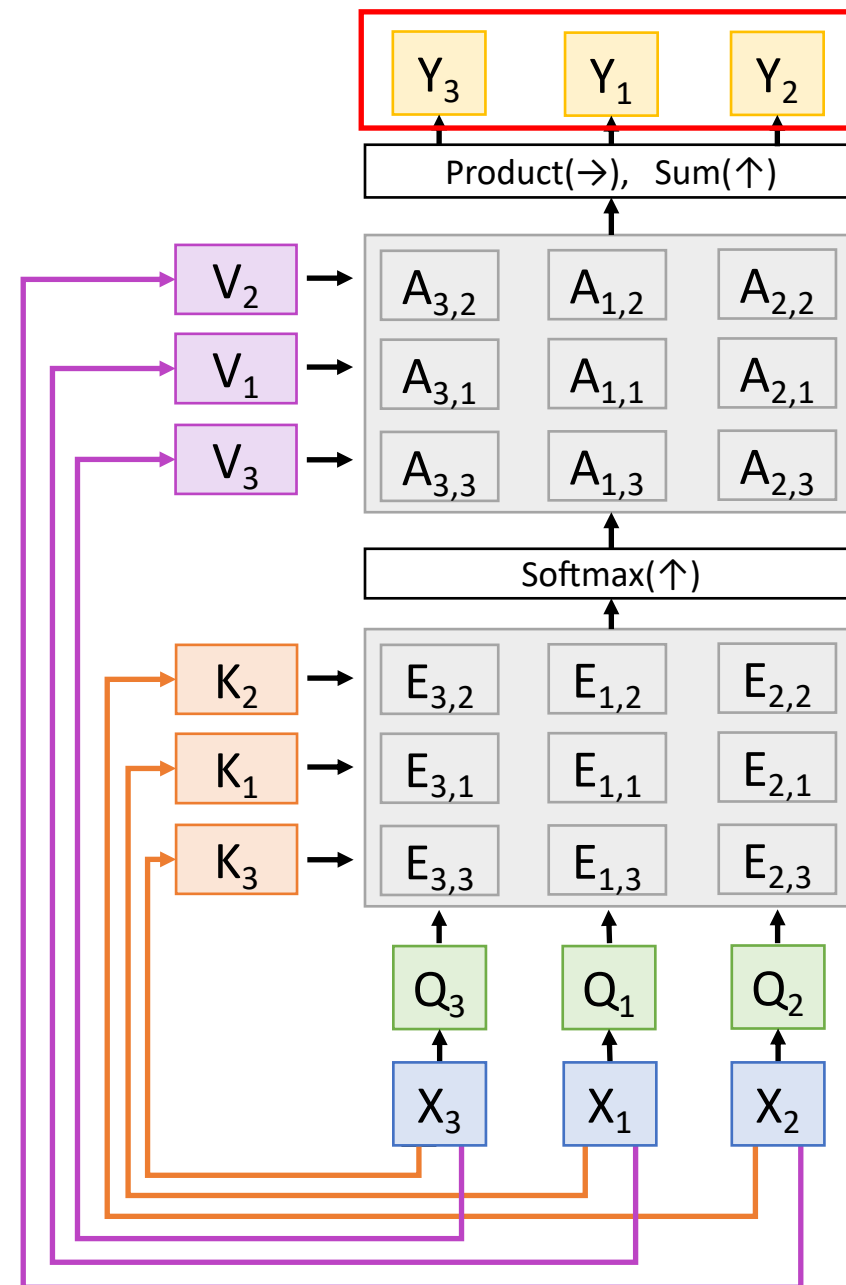 Y3 Y1 Y2
Product(→), Sum(↑)
V2 A3,2 A1,2 A2,2
V1 A3,1 A1,1 A2,1
V3 A3,3 A1,3 A2,3
Softmax(↑)
K2 E3,2 E1,2 E2,2
K1 E3,1 E1,1 E2,1
K3 E3,3 E1,3 E2,3
Q3 Q1 Q2
X3 X1 X2